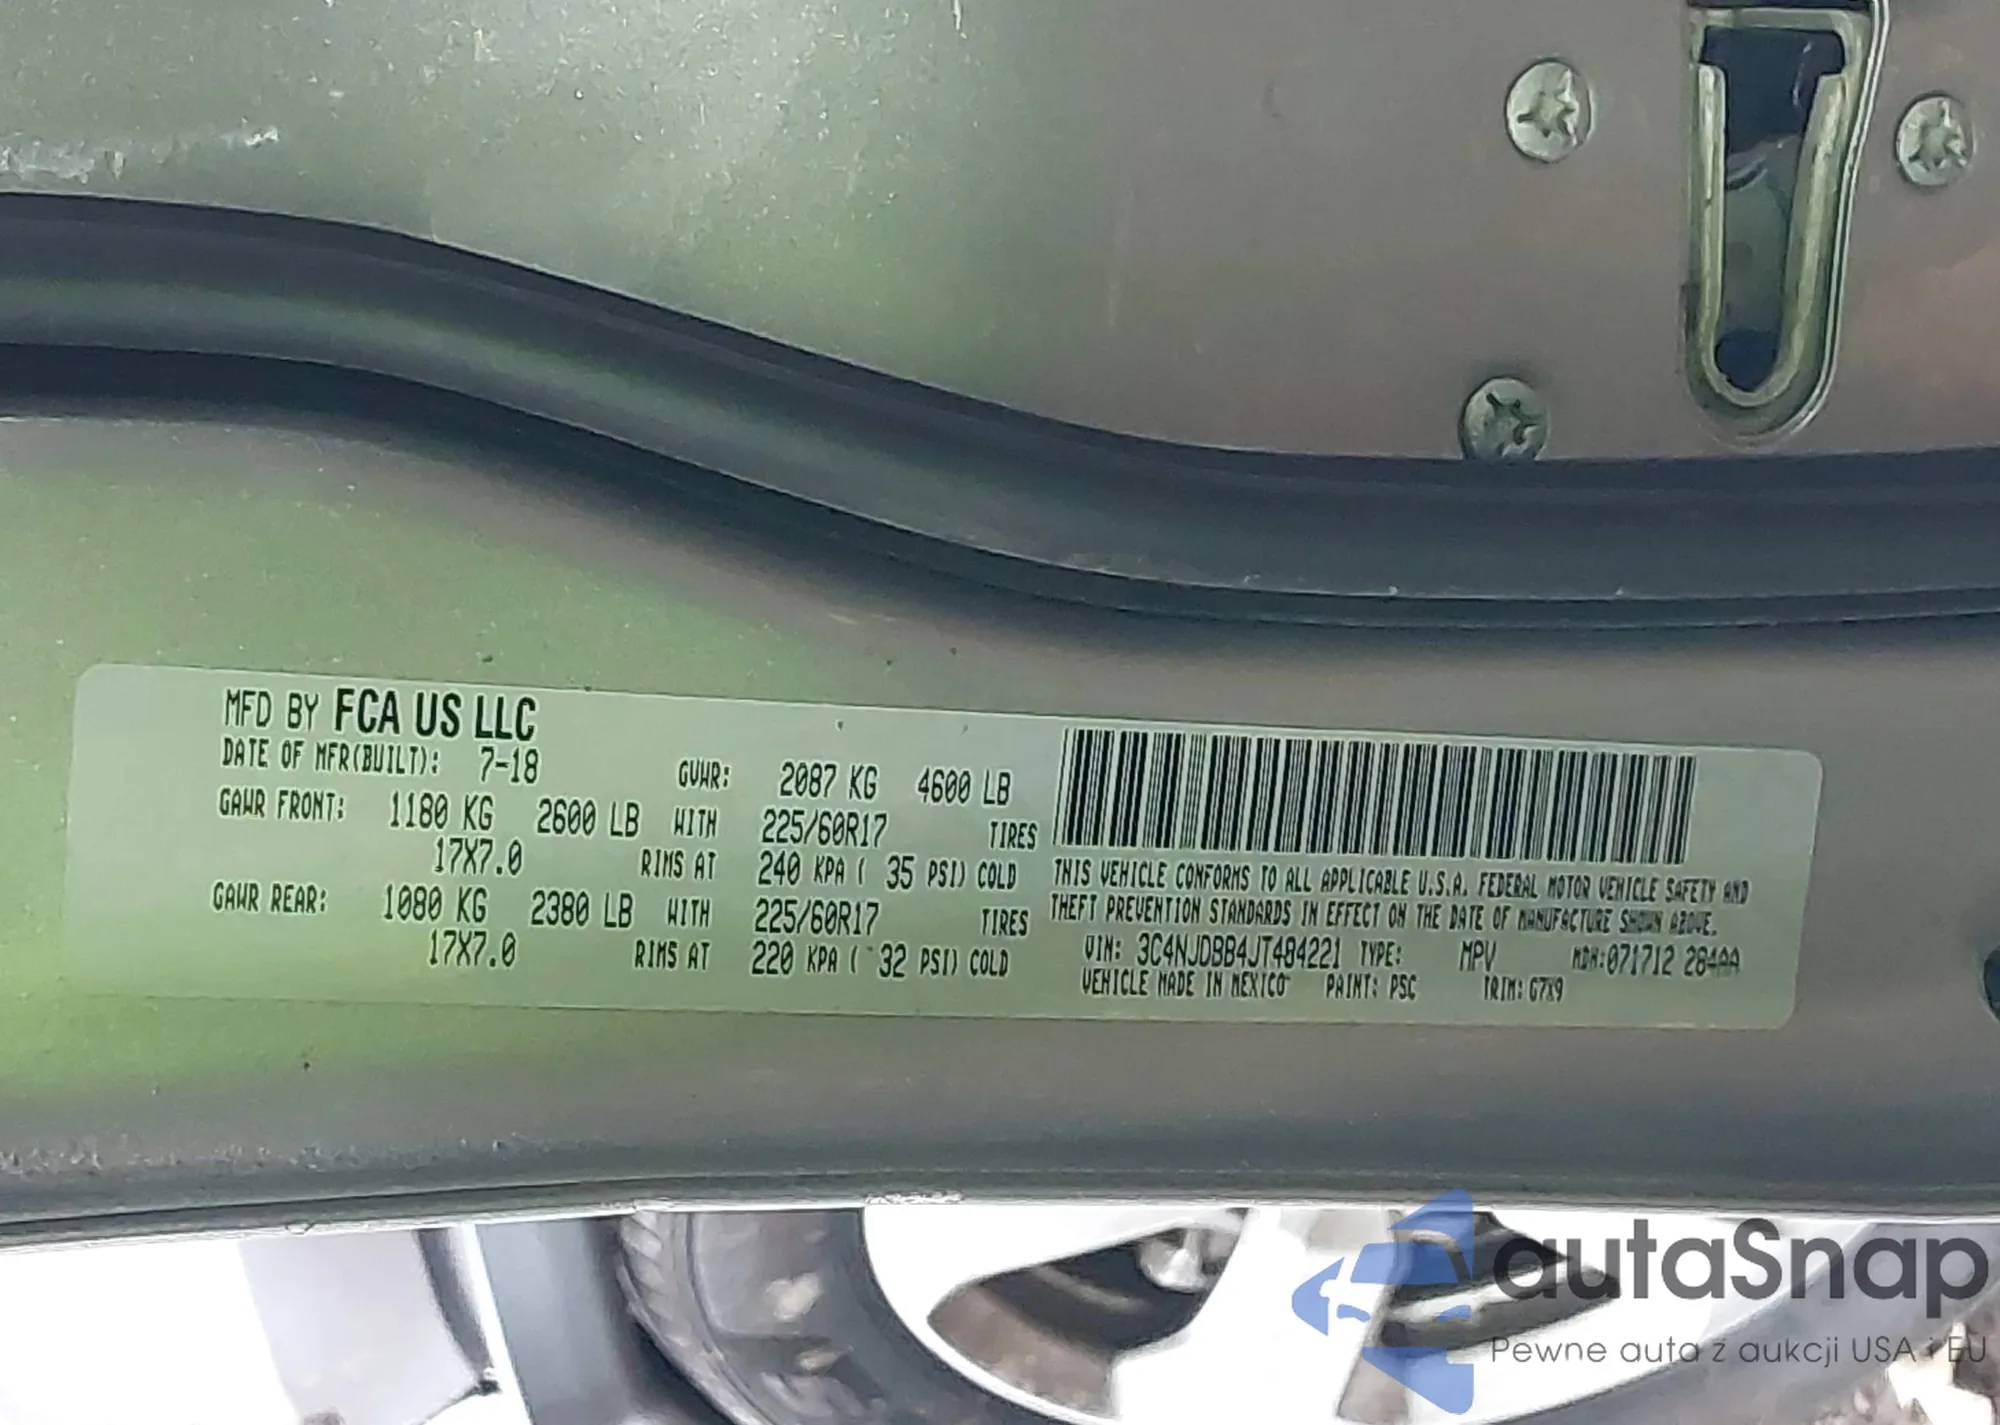 MFD BY FCA US LLC
DATE OF MFR(BUILT): 7-18 GVWR: 2087 KG 4600 LB
GAWR FRONT: 1180 KG 2600 LB WITH 225/60R17 TIRES
17X7.0 RIMS AT 240 KPA ( 35 PSI) COLD
GAWR REAR: 1080 KG 2380 LB WITH 225/60R17 TIRES
17X7.0 RIMS AT 220 KPA ( 32 PSI) COLD
THIS VEHICLE CONFORMS TO ALL APPLICABLE U.S.A. FEDERAL MOTOR VEHICLE SAFETY AND
THEFT PREVENTION STANDARDS IN EFFECT ON THE DATE OF MANUFACTURE SHOWN ABOVE.
VIN: 3C4NJDBB4JT484221 TYPE: MPV MDH:071712 284AA
VEHICLE MADE IN MEXICO PAINT: PSC TRIM: G7X9
autaSnap
Pewne auta z aukcji USA i EU